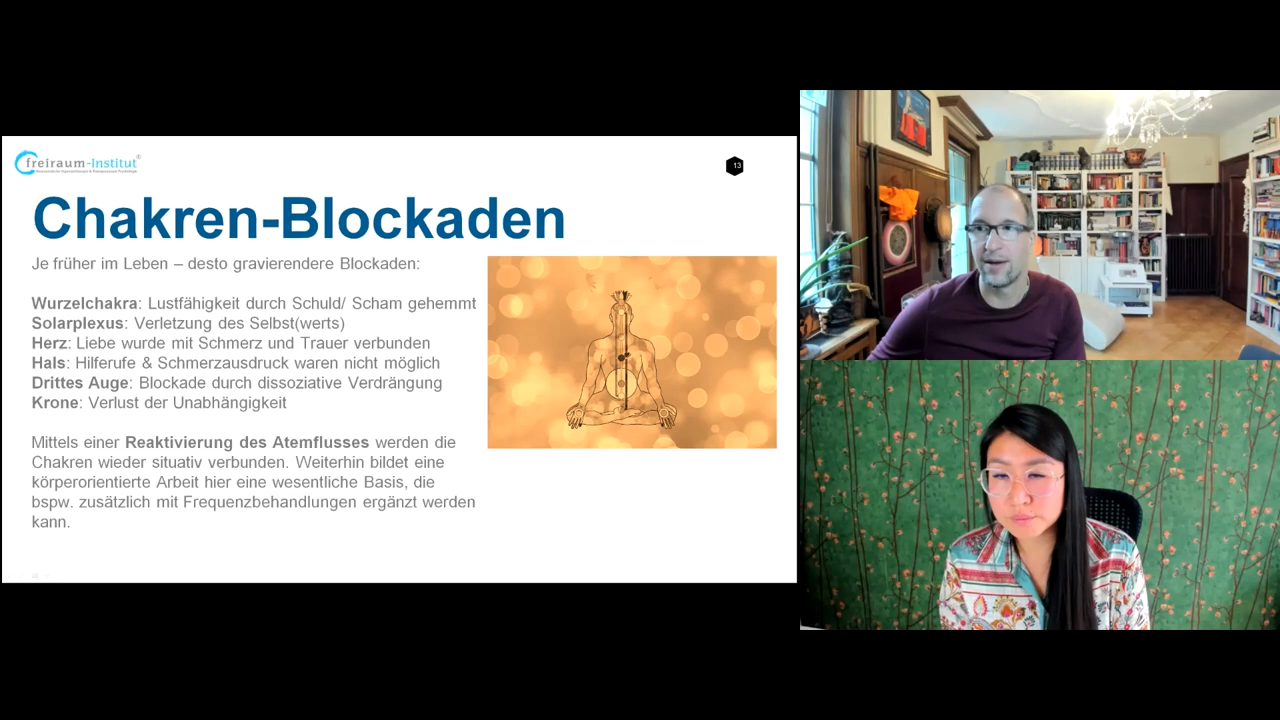 freiraum-Institut®
13
Chakren-Blockaden
Je früher im Leben – desto gravierendere Blockaden:
Wurzelchakra: Lustfähigkeit durch Schuld/ Scham gehemmt
Solarplexus: Verletzung des Selbst(werts)
Herz: Liebe wurde mit Schmerz und Trauer verbunden
Hals: Hilferufe & Schmerzausdruck waren nicht möglich
Drittes Auge: Blockade durch dissoziative Verdrängung
Krone: Verlust der Unabhängigkeit
Mittels einer Reaktivierung des Atemflusses werden die
Chakren wieder situativ verbunden. Weiterhin bildet eine
körperorientierte Arbeit hier eine wesentliche Basis, die
bspw. zusätzlich mit Frequenzbehandlungen ergänzt werden
kann.